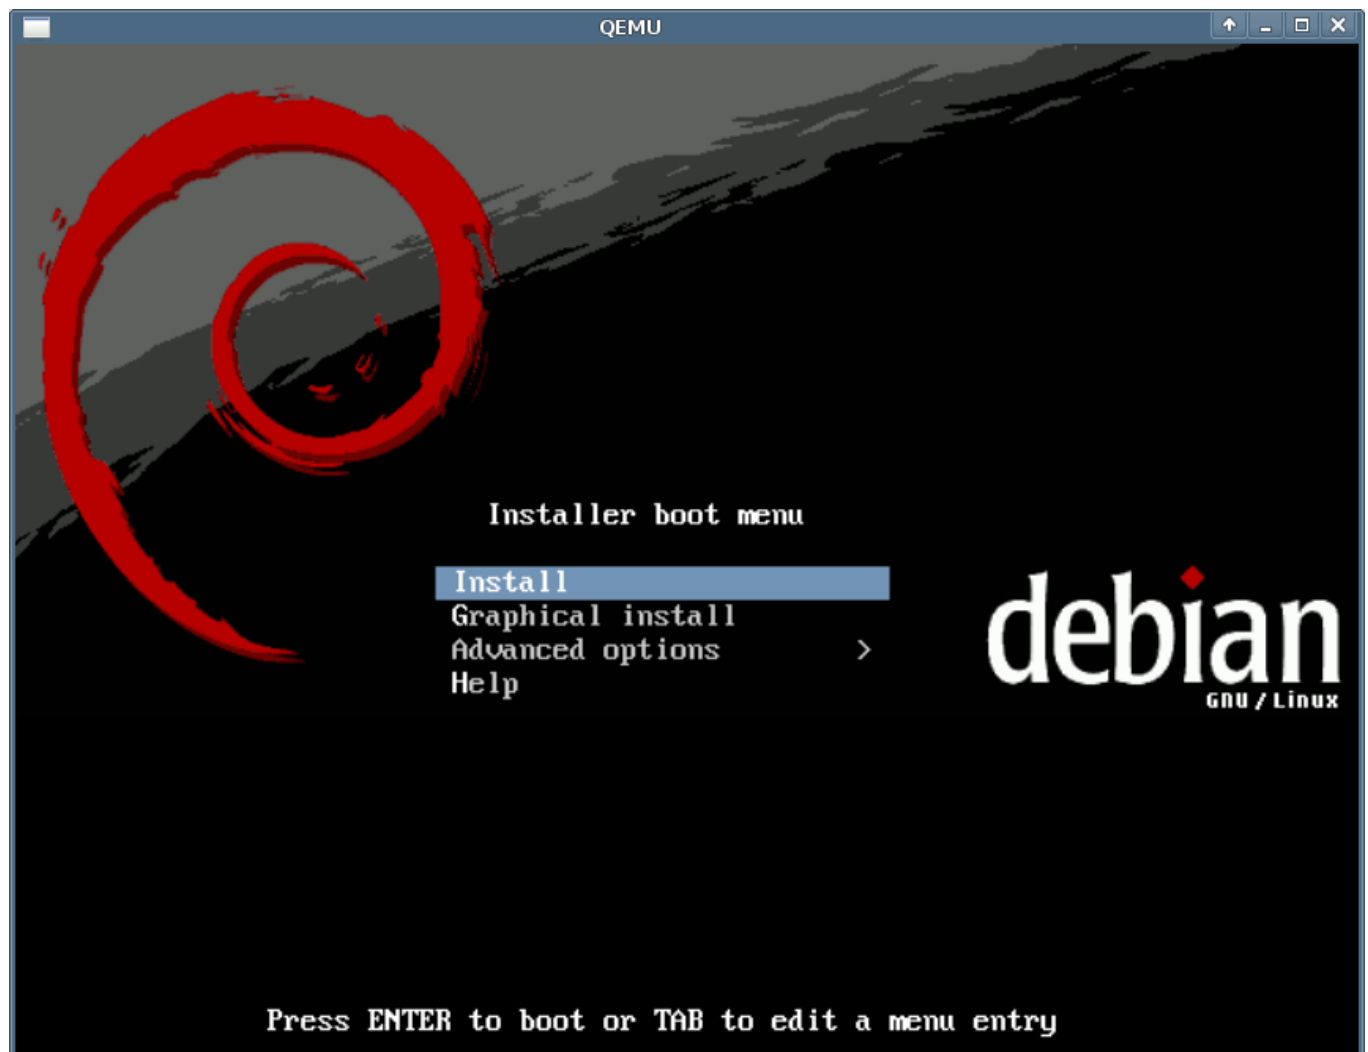 QEMU
Installer boot menu
Install
Graphical install
Advanced options >
Help
debian
GNU/Linux
Press ENTER to boot or TAB to edit a menu entry